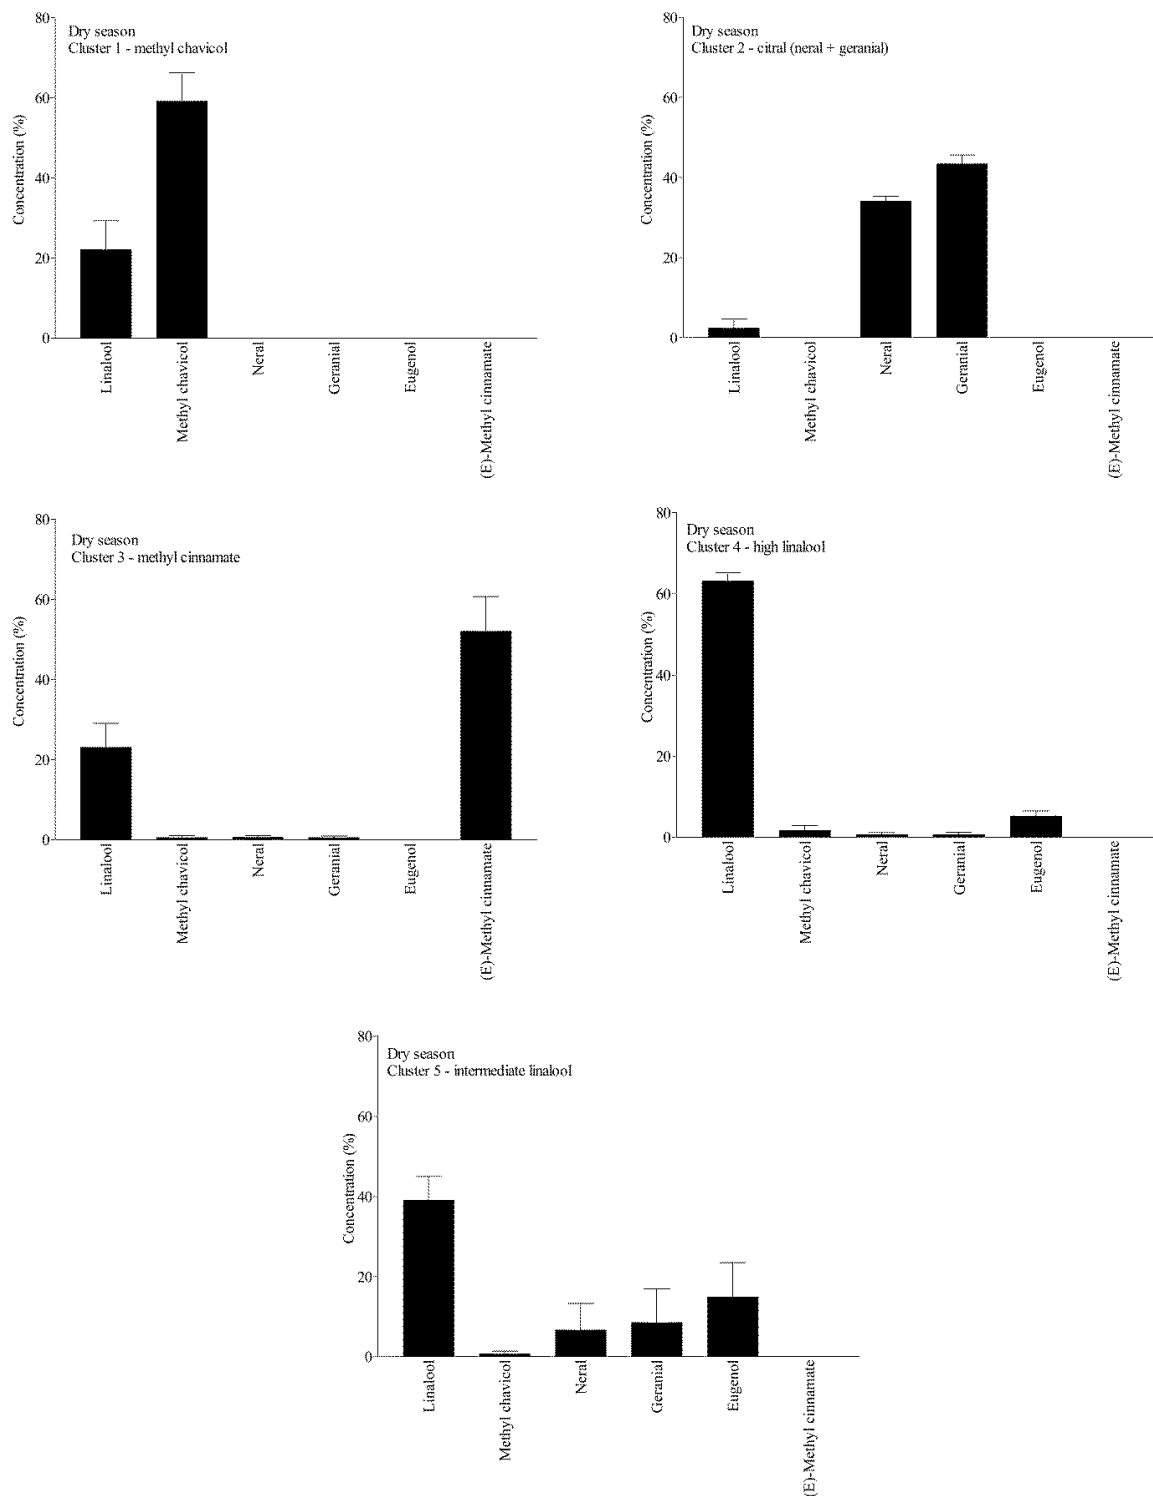 Dry season
Cluster 1 - methyl chavicol
Concentration (%)
80
60
40
20
0
Linalool
Methyl chavicol
Neral
Geranial
Eugenol
(E)-Methyl cinnamate
Dry season
Cluster 2 - citral (neral + geranial)
Concentration (%)
80
60
40
20
0
Linalool
Methyl chavicol
Neral
Geranial
Eugenol
(E)-Methyl cinnamate
Dry season
Cluster 3 - methyl cinnamate
Concentration (%)
80
60
40
20
0
Linalool
Methyl chavicol
Neral
Geranial
Eugenol
(E)-Methyl cinnamate
Dry season
Cluster 4 - high linalool
Concentration (%)
80
60
40
20
0
Linalool
Methyl chavicol
Neral
Geranial
Eugenol
(E)-Methyl cinnamate
Dry season
Cluster 5 - intermediate linalool
Concentration (%)
80
60
40
20
0
Linalool
Methyl chavicol
Neral
Geranial
Eugenol
(E)-Methyl cinnamate